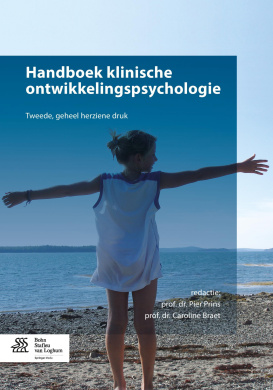 Handboek klinische
ontwikkelingspsychologie
Tweede, geheel herziene druk
redactie:
prof. dr. Pier Prins
prof. dr. Caroline Braet
Bohn
Stafleu
van Loghum